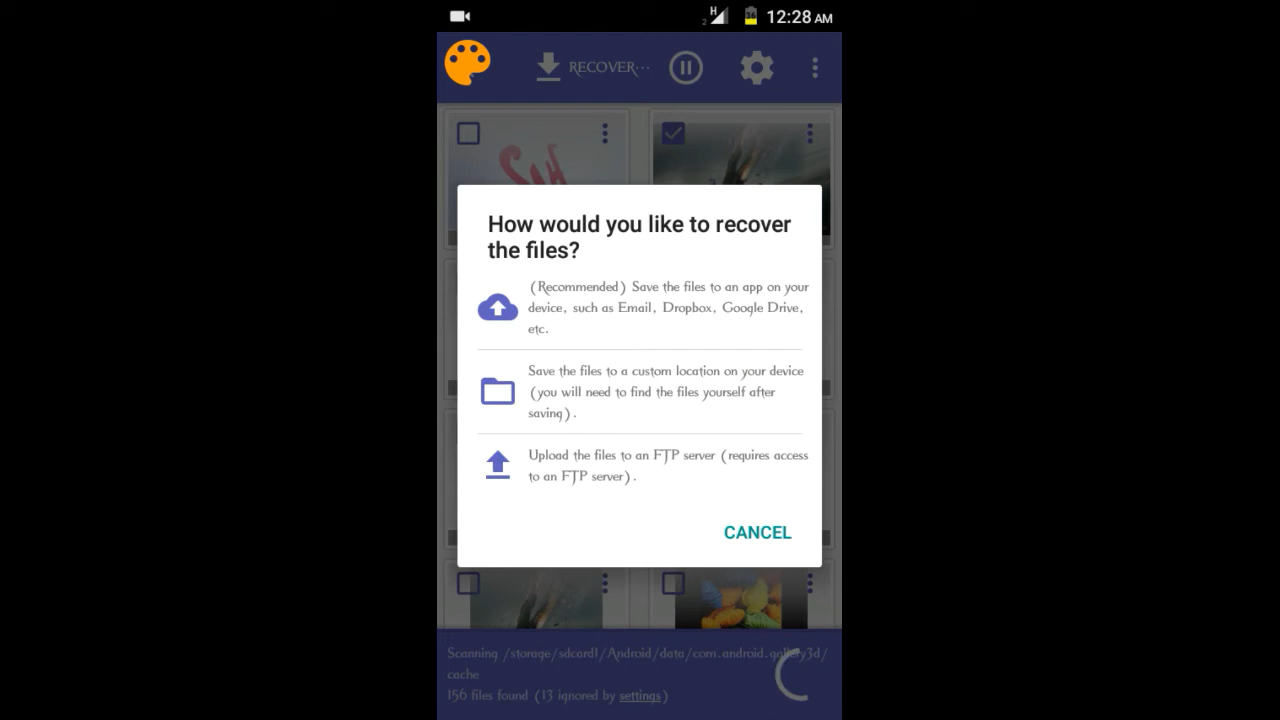 2 H 12:28 AM
RECOVER...
How would you like to recover
the files?
(Recommended) Save the files to an app on your
device, such as Email, Dropbox, Google Drive,
etc.
Save the files to a custom location on your device
(you will need to find the files yourself after
saving).
Upload the files to an FTP server (requires access
to an FTP server).
CANCEL
Scanning /storage/sdcard1/Android/data/com.android.gallery3d/
cache
156 files found (13 ignored by settings)